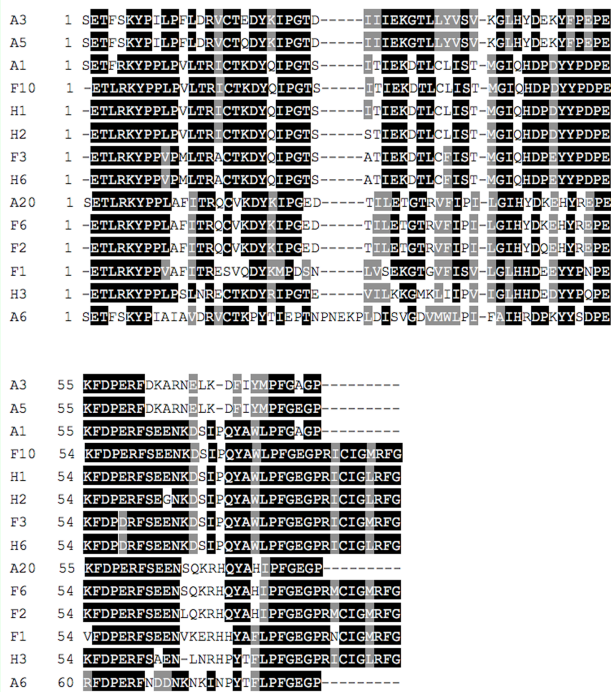 A3 1 SETFSKYPILPFLDRVCTEDYKIPGTD-----IIIEKGTLLYVSV-KGLHYDEKYFPEPE
A5 1 SETFSKYPILPFLDRVCTKDYKIPGTD-----IIIEKGTLLYVSV-KGLHYDEKYFPEPE
A1 1 SETFRKYPPLPVLTRICTKDYQIPGTS-----ITIEKDTLCLIST-MGIQHDPDYYPDPE
F10 1 -ETLRKYPPLPVLTRICTKDYQIPGTS-----ITIEKDTLCLIST-MGIQHDPDYYPDPE
H1 1 -ETLRKYPPLPVLTRICTKDYQIPGTS-----ITIEKDTLCLIST-MGIQHDPDYYPDPE
H2 1 -ETLRKYPPLPVLTRICTKDYQIPGTS-----STIEKDTLCLIST-MGIQHDPDYYPDPE
F3 1 -ETLRKYPPVPMLTRACTKDYQIPGTS-----ATIEKDTLCFIST-MGIQHDPEYYPDPE
H6 1 -ETLRKYPPVPMLTRACTKDYQIPGTS-----ATIEKDTLCFIST-MGIQHDPEYYPDPE
A20 1 SETLRKYPPLAFITRQCVKDYKIPGED-----TILETGTRVFIPI-LGIHYDKEHYREPE
F6 1 -ETLRKYPPLAFITRQCVKDYKIPGED-----TILETGTRVFIPI-LGIHYDKEHYREPE
F2 1 -ETLRKYPPLAFITRQCVKDYKIPGED-----TILETGTRVFIPI-LGIHYDQEHYREPE
F1 1 -ETLRKYPPVAFITRESVQDYKMPDSN-----LVSEKGTGVFISV-LGLHHDEEYYPNPE
H3 1 -ETLRKYPPLPSLNRECTKDYRIPGTE-----VILKKGMKLIIPV-IGLHHDEDYYPQPE
A6 1 SETFSKYPIAIAVDRVCTKPYTIEPTNPNEKPLDISVGDVMWLPI-FAIHRDPKYYSDPE
A3 55 KFDPERFDKARNELK-DFIYMPFGAGP---------
A5 55 KFDPERFDKARNELK-DFIYMPFGEGP---------
A1 55 KFDPERFSEENKDSIPQYAWLPFGAGP---------
F10 54 KFDPERFSEENKDSIPQYAWLPFGEGPRICIGMRFG
H1 54 KFDPERFSEENKDSIPQYAWLPFGEGPRICIGLRFG
H2 54 KFDPERFSEGNKDSIPQYAWLPFGEGPRICIGLRFG
F3 54 KFDPDRFSEENKDSIPQYAWLPFGEGPRICIGMRFG
H6 54 KFDPDRFSEENKDSIPQYAWLPFGEGPRICIGLRFG
A20 55 KFDPERFSEENSQKRHQYAHIPFGEGP---------
F6 54 KFDPERFSEENSQKRHQYAHIPFGEGPRMCIGMRFG
F2 54 KFDPERFSEENLQKRHQYAHIPFGEGPRICIGMRFG
F1 54 VFDPERFSEENVKERHHYAFLPFGEGPRNCIGMRFG
H3 54 KFDPERFSAEN-LNRHPYTFLPFGEGPRICIGLRFG
A6 60 RFDPERFNDDNKNKINPYTFLPFGEGPRICIGLRFG